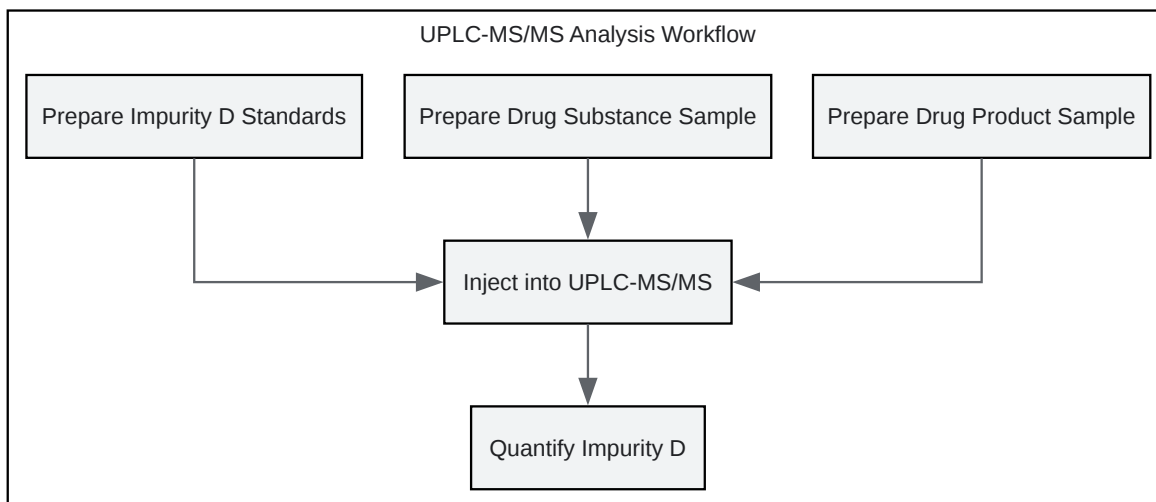 UPLC-MS/MS Analysis Workflow
Prepare Impurity D Standards
Prepare Drug Substance Sample
Prepare Drug Product Sample
Inject into UPLC-MS/MS
Quantify Impurity D